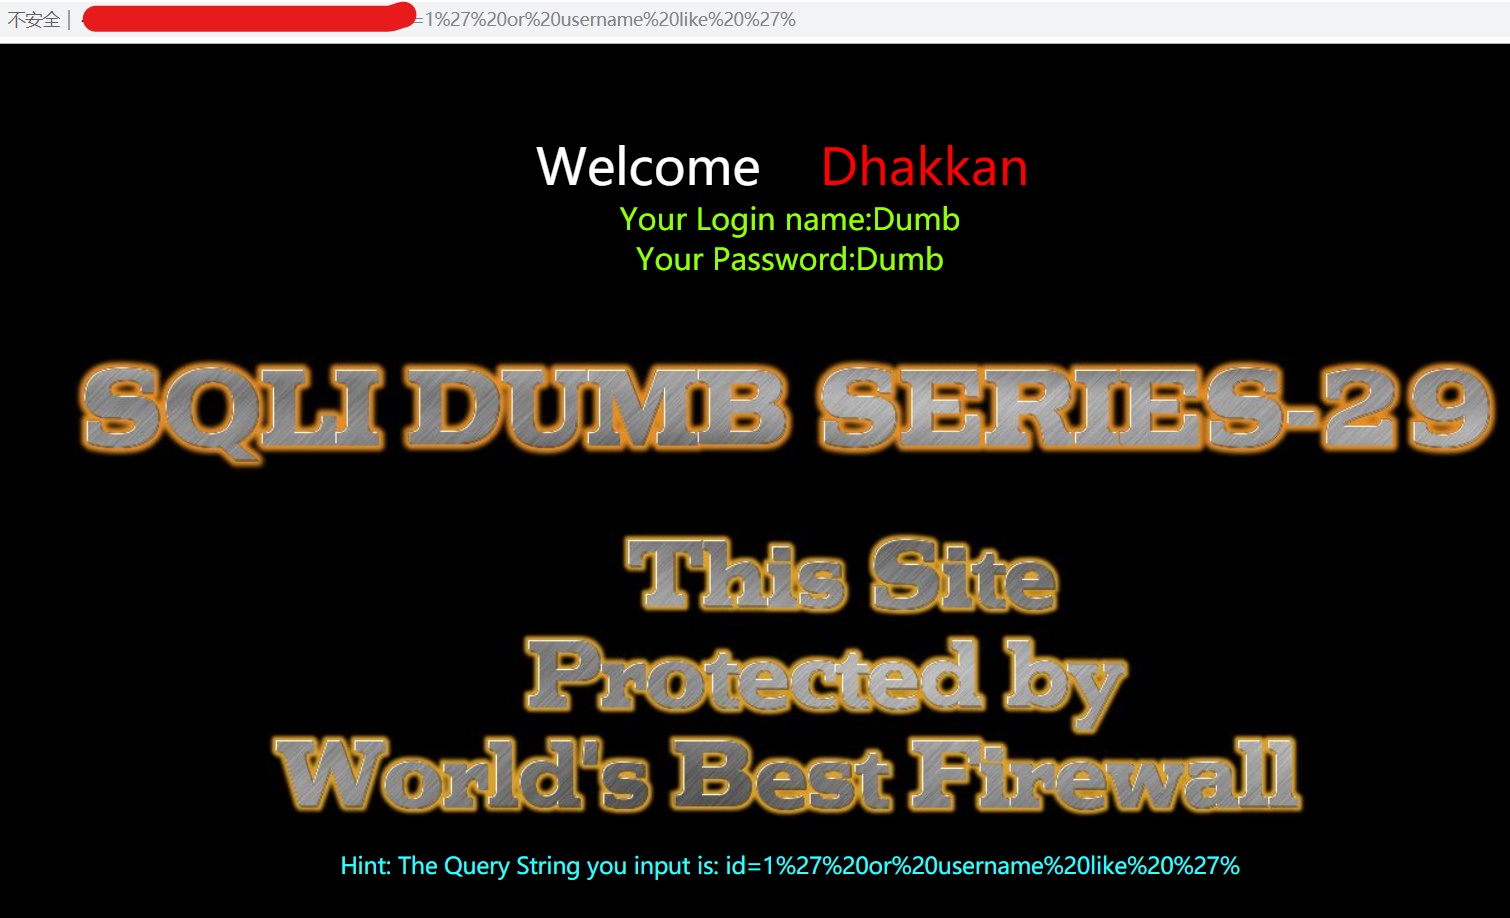 不安全
=1%27%20or%20username%20like%20%27%
Welcome Dhakkan
Your Login name:Dumb
Your Password:Dumb
SQLI DUMB SERIES-29
This Site
Protected by
World's Best Firewall
Hint: The Query String you input is: id=1%27%20or%20username%20like%20%27%